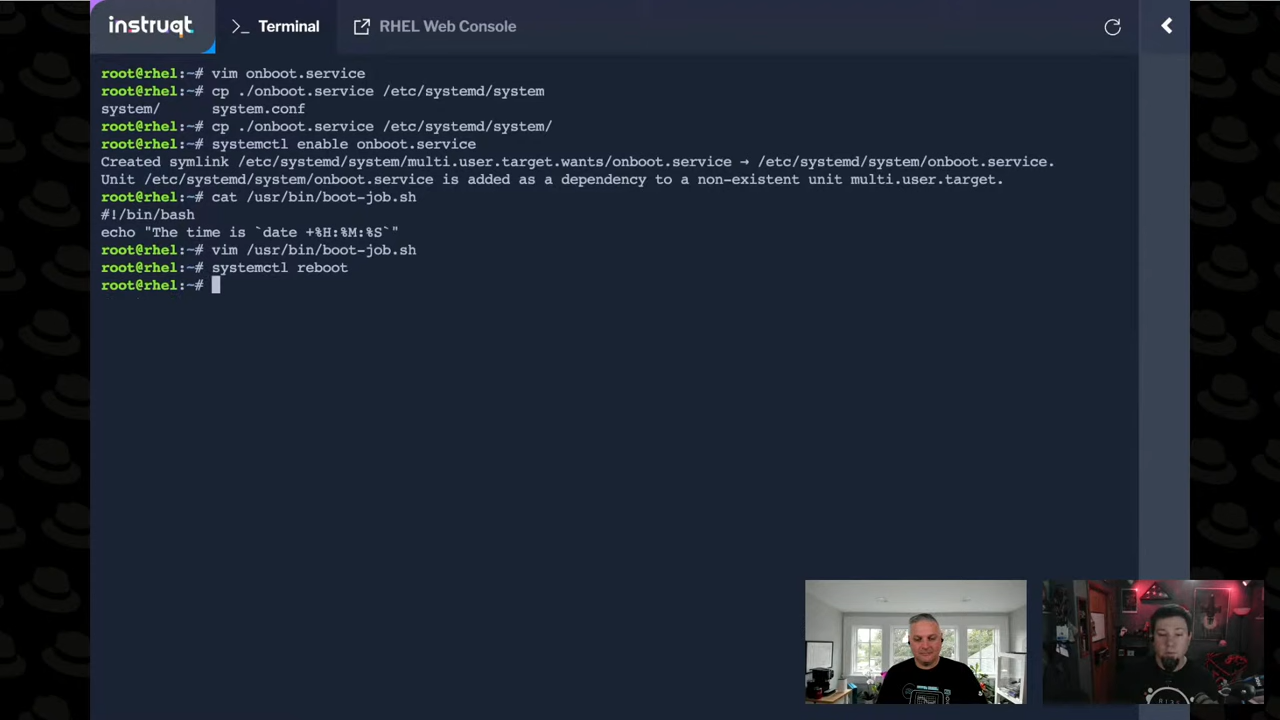 instruqt
>_ Terminal
RHEL Web Console
root@rhel:~# vim onboot.service
root@rhel:~# cp ./onboot.service /etc/systemd/system
system/ system.conf
root@rhel:~# cp ./onboot.service /etc/systemd/system/
root@rhel:~# systemctl enable onboot.service
Created symlink /etc/systemd/system/multi.user.target.wants/onboot.service → /etc/systemd/system/onboot.service.
Unit /etc/systemd/system/onboot.service is added as a dependency to a non-existent unit multi.user.target.
root@rhel:~# cat /usr/bin/boot-job.sh
#!/bin/bash
echo "The time is `date +%H:%M:%S`"
root@rhel:~# vim /usr/bin/boot-job.sh
root@rhel:~# systemctl reboot
root@rhel:~#